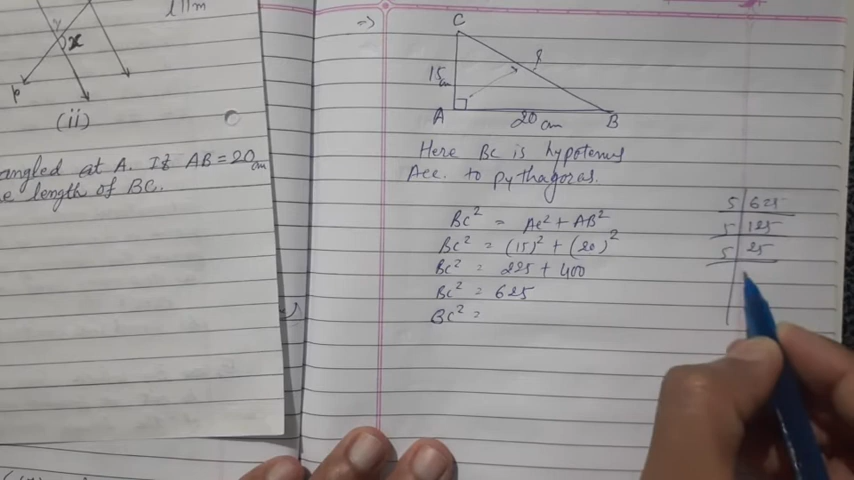 l||m
y
x
p
(ii)
angled at A. If AB = 20cm
e length of BC.
=>
C
15cm
?
A
20 cm
B
Here BC is hypotenus
Acc. to pythagoras.
BC² = AC² + AB²
BC² = (15)² + (20)²
BC² = 225 + 400
BC² = 625
BC² =
5 | 625
5 | 125
5 | 25